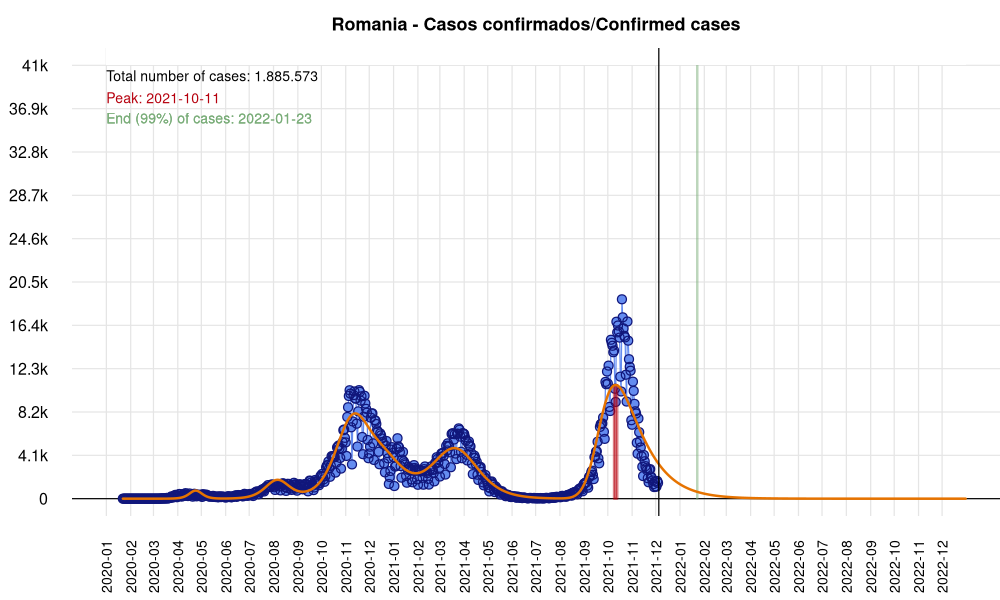 Romania - Casos confirmados/Confirmed cases
41k
Total number of cases: 1.885.573
Peak: 2021-10-11
36.9k
End (99%) of cases: 2022-01-23
32.8k
28.7k
24.6k
20.5k
16.4k
12.3k
8.2k
4.1k
0
2020-01
2020-02
2020-03
2020-04
2020-05
2020-06
2020-07
2020-08
2020-09
2020-10
2020-11
2020-12
2021-01
2021-02
2021-03
2021-04
2021-05
2021-06
2021-07
2021-08
2021-09
2021-10
2021-11
2021-12
2022-01
2022-02
2022-03
2022-04
2022-05
2022-06
2022-07
2022-08
2022-09
2022-10
2022-11
2022-12